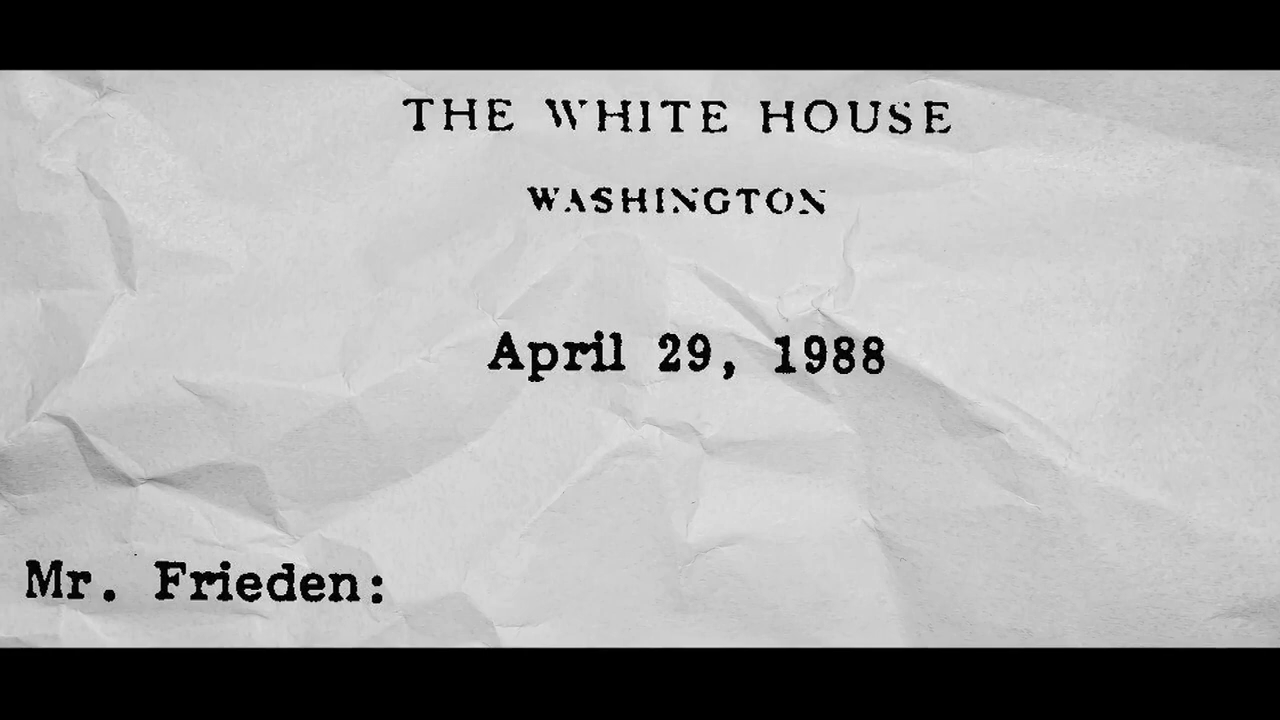 THE WHITE HOUSE
WASHINGTON
April 29, 1988
Mr. Frieden: